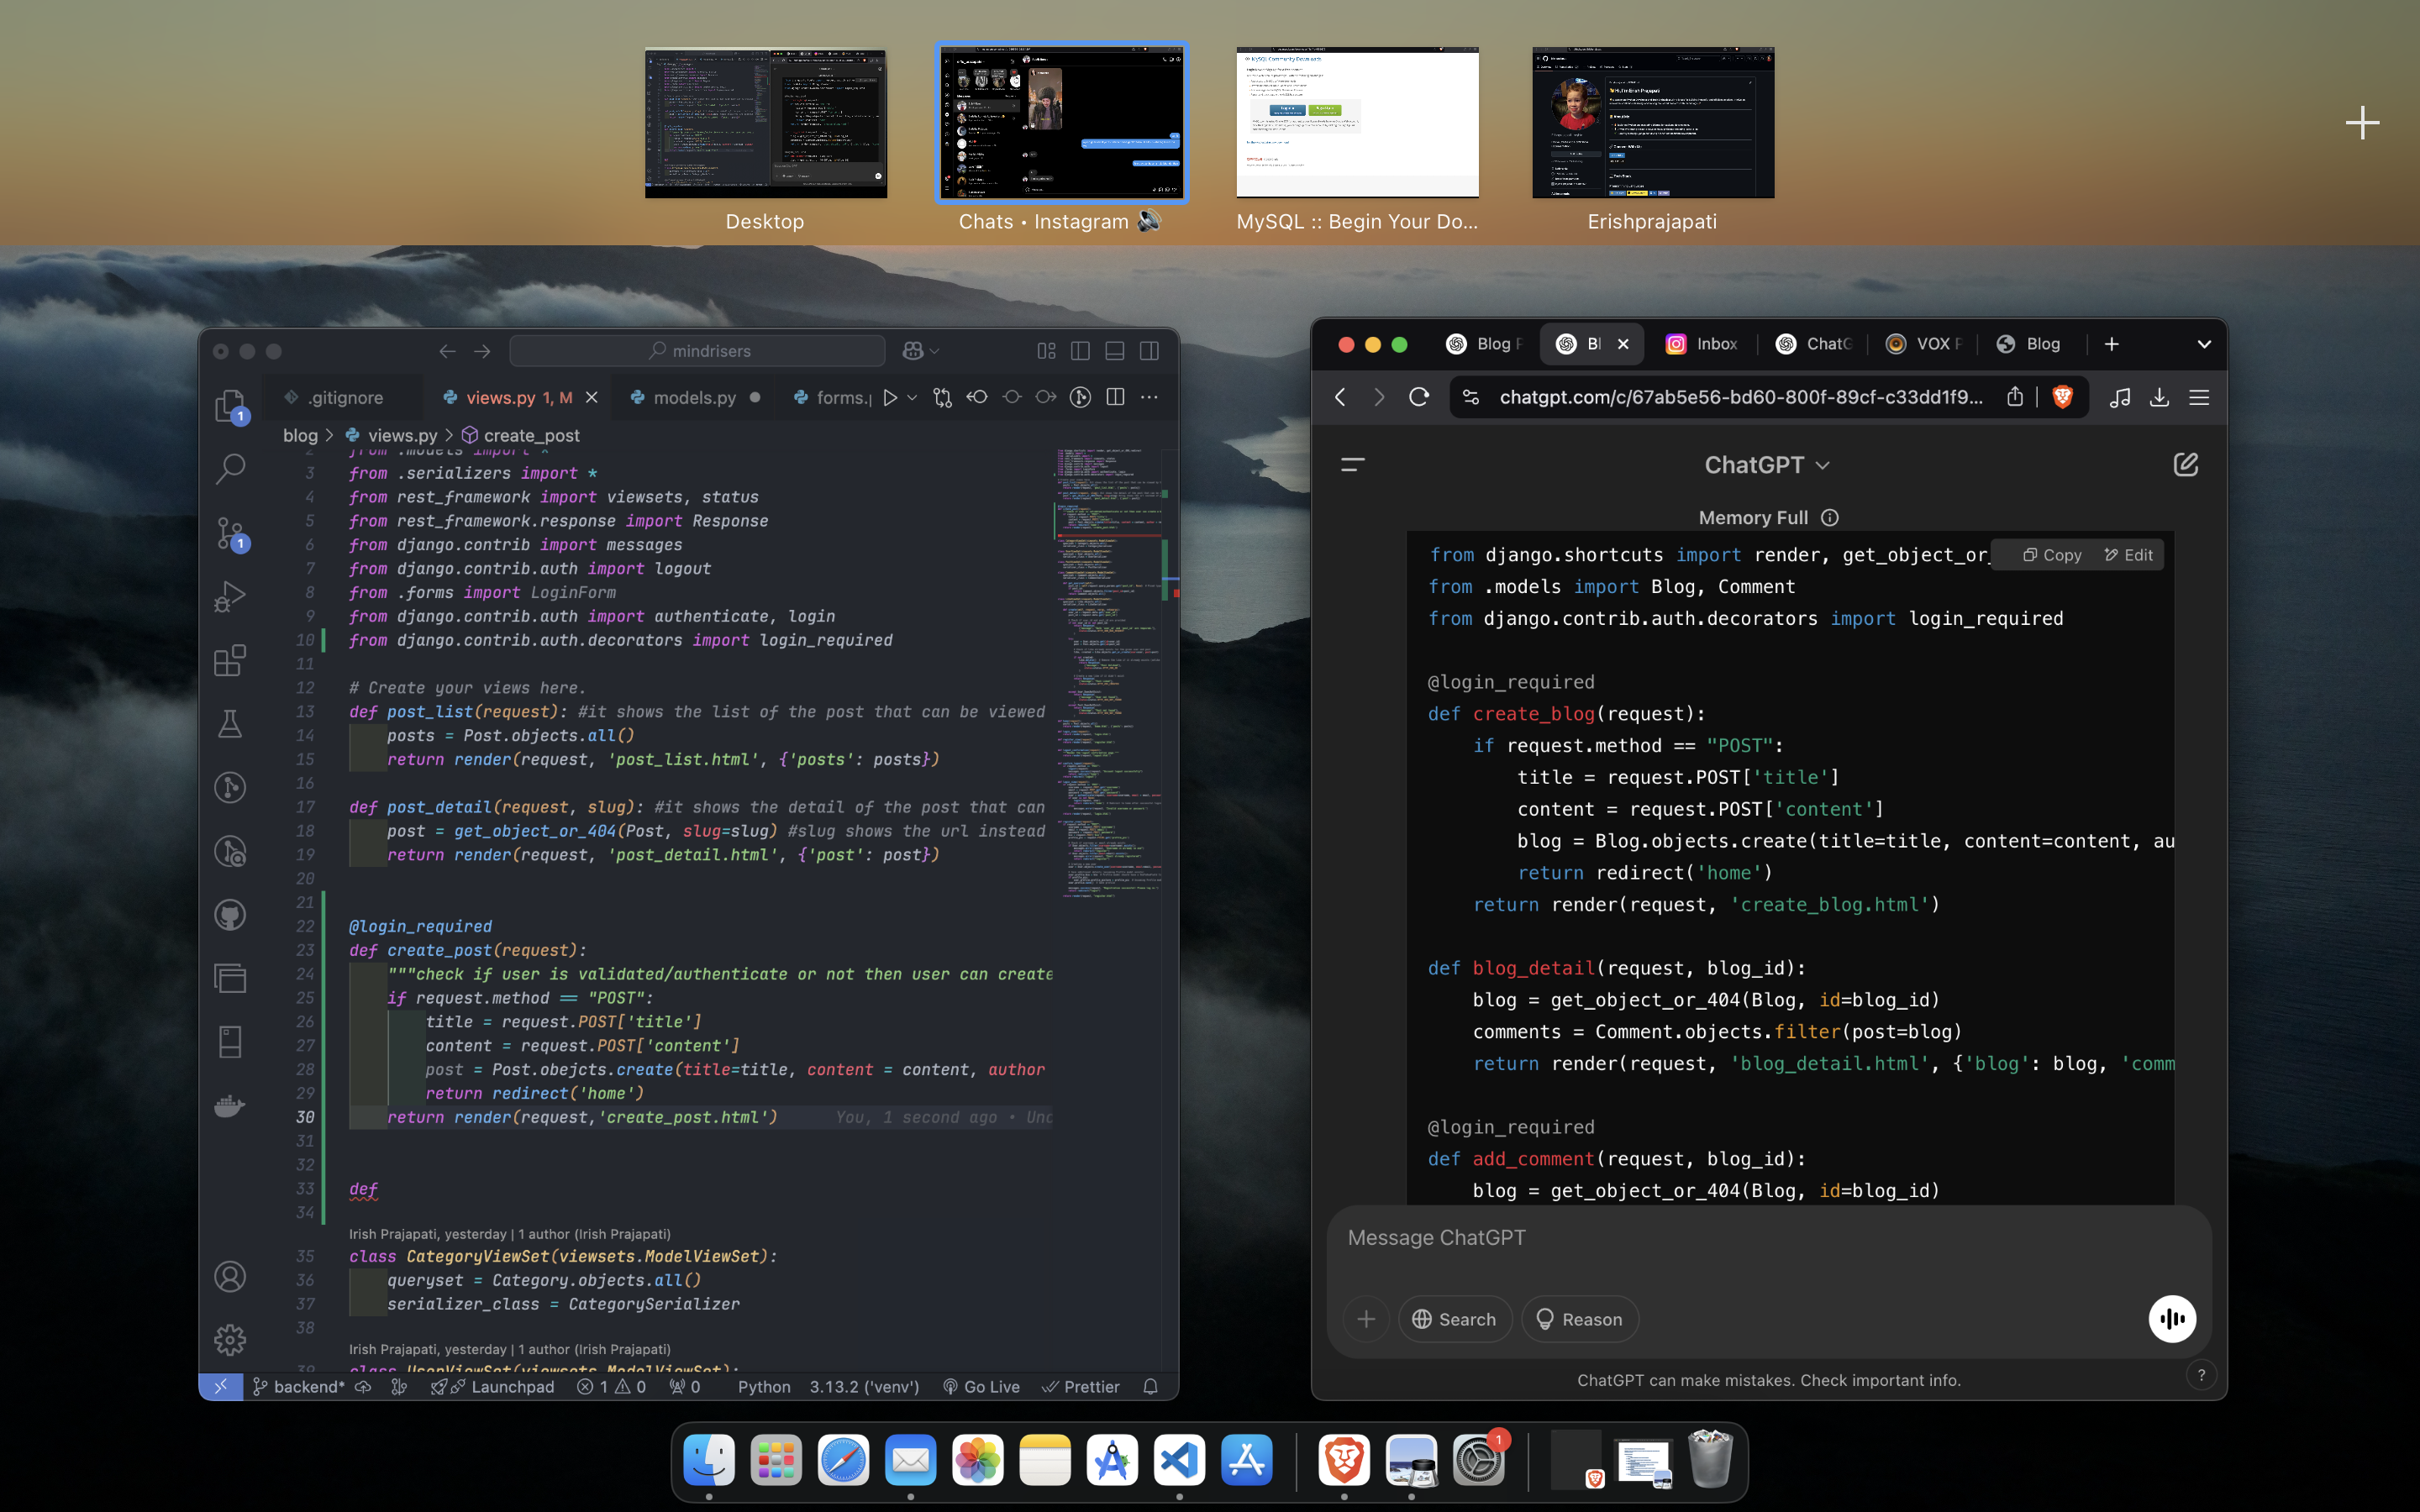 Desktop
Chats • Instagram
MySQL :: Begin Your Do...
Erishprajapati
mindrisers
.gitignore
views.py 1, M
models.py
forms.
blog > views.py > create_post
2 from .models import *
3 from .serializers import *
4 from rest_framework import viewsets, status
5 from rest_framework.response import Response
6 from django.contrib import messages
7 from django.contrib.auth import logout
8 from .forms import LoginForm
9 from django.contrib.auth import authenticate, login
10 from django.contrib.auth.decorators import login_required
11
12 # Create your views here.
13 def post_list(request): #it shows the list of the post that can be viewed
14 posts = Post.objects.all()
15 return render(request, 'post_list.html', {'posts': posts})
16
17 def post_detail(request, slug): #it shows the detail of the post that can
18 post = get_object_or_404(Post, slug=slug) #slug shows the url instead
19 return render(request, 'post_detail.html', {'post': post})
20
21
22 @login_required
23 def create_post(request):
24 """check if user is validated/authenticate or not then user can create
25 if request.method == "POST":
26 title = request.POST['title']
27 content = request.POST['content']
28 post = Post.obejcts.create(title=title, content = content, author
29 return redirect('home')
30 return render(request,'create_post.html') You, 1 second ago • Unc
31
32
33 def
34
Irish Prajapati, yesterday | 1 author (Irish Prajapati)
35 class CategoryViewSet(viewsets.ModelViewSet):
36 queryset = Category.objects.all()
37 serializer_class = CategorySerializer
38
Irish Prajapati, yesterday | 1 author (Irish Prajapati)
39 class UserViewSet(viewsets.ModelViewSet):
backend* Launchpad 1 0 0 Python 3.13.2 ('venv') Go Live Prettier
Blog
Bl
Inbox
ChatG
VOX
Blog
chatgpt.com/c/67ab5e56-bd60-800f-89cf-c33dd1f9...
ChatGPT
Memory Full
Copy Edit
from django.shortcuts import render, get_object_or_
from .models import Blog, Comment
from django.contrib.auth.decorators import login_required
@login_required
def create_blog(request):
if request.method == "POST":
title = request.POST['title']
content = request.POST['content']
blog = Blog.objects.create(title=title, content=content, au
return redirect('home')
return render(request, 'create_blog.html')
def blog_detail(request, blog_id):
blog = get_object_or_404(Blog, id=blog_id)
comments = Comment.objects.filter(post=blog)
return render(request, 'blog_detail.html', {'blog': blog, 'comm
@login_required
def add_comment(request, blog_id):
blog = get_object_or_404(Blog, id=blog_id)
Message ChatGPT
Search
Reason
ChatGPT can make mistakes. Check important info.
?
1